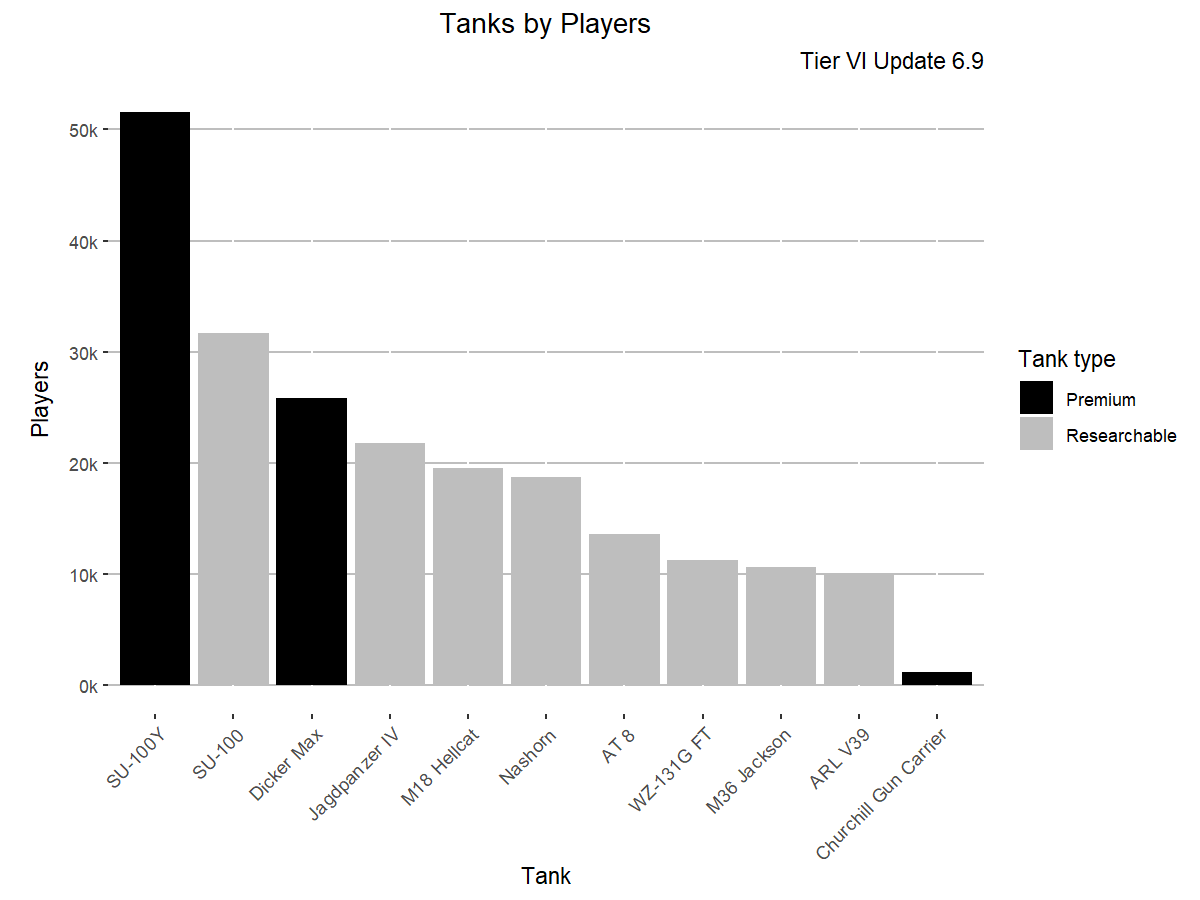 Tanks by Players
Tier VI Update 6.9
50k
40k
30k
20k
10k
0k
Players
SU-100Y
SU-100
Dicker Max
Jagdpanzer IV
M18 Hellcat
Nashorn
AT 8
WZ-131G FT
M36 Jackson
ARL V39
Churchill Gun Carrier
Tank
Tank type
Premium
Researchable